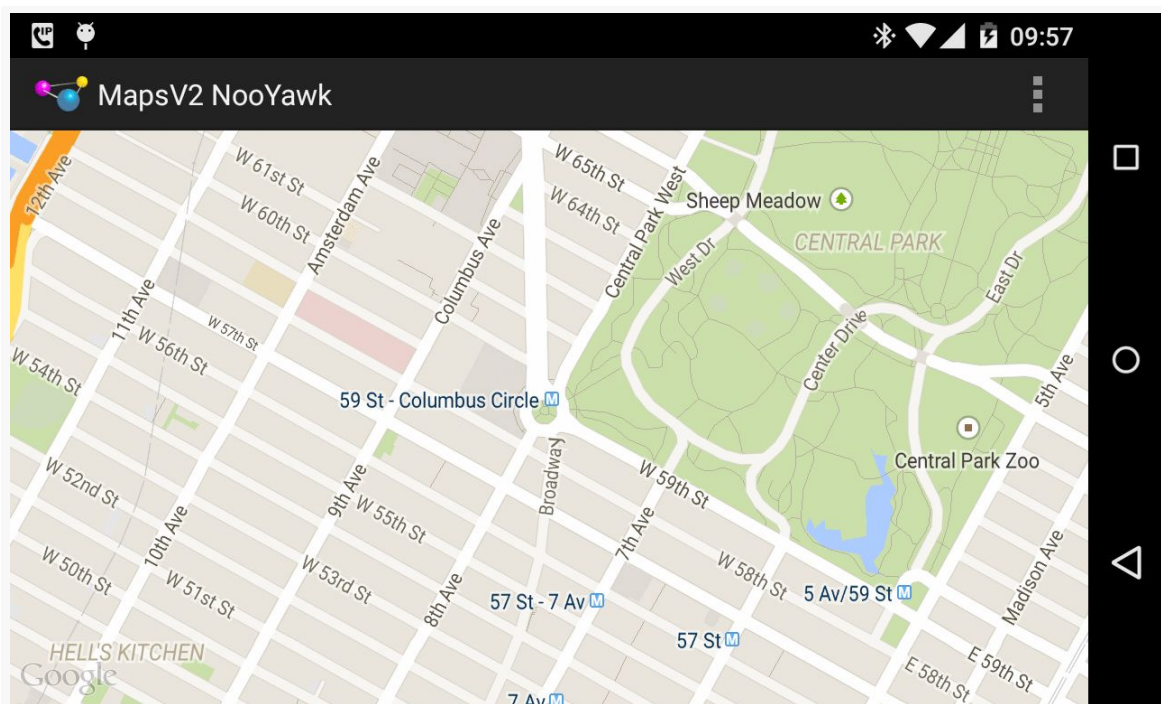 09:57
MapsV2 NooYawk
12th Ave
W 61st St
W 60th St
Amsterdam Ave
Columbus Ave
W 65th St
W 64th St
Central Park West
Sheep Meadow
CENTRAL PARK
West Dr
East Dr
11th Ave
W 57th St
W 56th St
W 54th St
Center Drive
5th Ave
59 St - Columbus Circle M
Central Park Zoo
W 52nd St
9th Ave
Broadway
W 59th St
10th Ave
W 55th St
7th Ave
W 50th St
W 51st St
W 53rd St
8th Ave
57 St - 7 Av M
W 58th St
5 Av/59 St M
Madison Ave
57 St M
HELL'S KITCHEN
Google
E 58th St
E 59th St
7 Av M